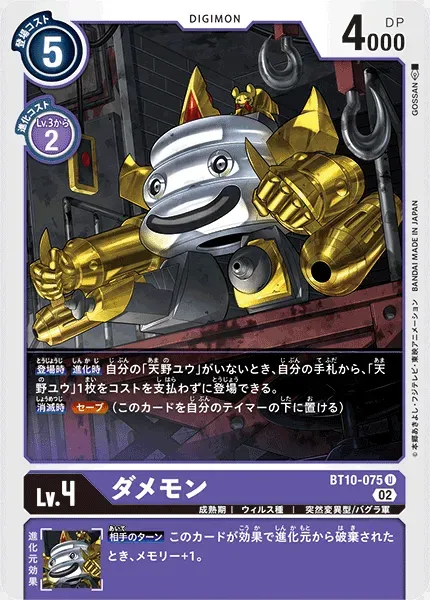 DIGIMON
登場コスト
5
4000
DP
進化コスト
Lv.3から
2
GOSSAN
BANDAI MADE IN JAPAN
©本郷あきよし・フジテレビ・東映アニメーション
登場時 進化時 自分の「天野ユウ」がいないとき、自分の手札から、「天
野ユウ」1枚をコストを支払わずに登場できる。
消滅時 セーブ (このカードを自分のテイマーの下に置ける)
BT10-075 U
Lv.4
ダメモン
02
成熟期 | ウィルス種 | 突然変異型/バグラ軍
進化元効果
相手のターン このカードが効果で進化元から破棄された
とき、メモリー+1。